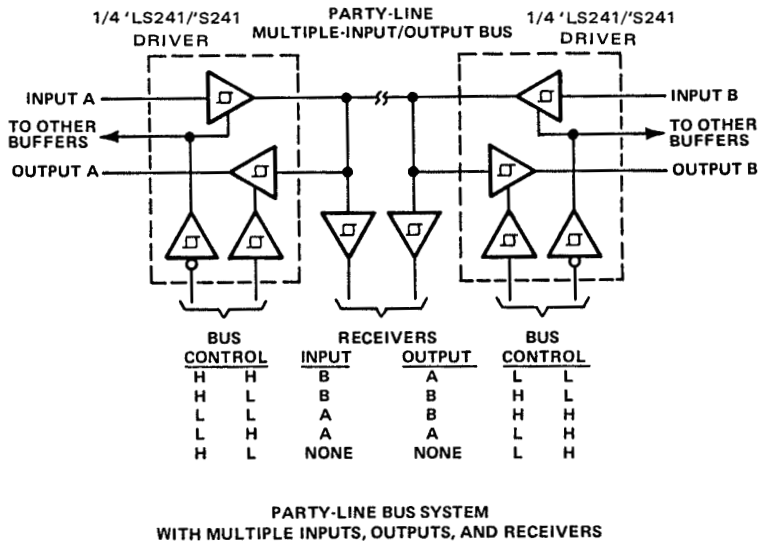 1/4 'LS241/'S241
DRIVER
PARTY-LINE
MULTIPLE-INPUT/OUTPUT BUS
1/4 'LS241/'S241
DRIVER
INPUT A
INPUT B
TO OTHER
BUFFERS
TO OTHER
BUFFERS
OUTPUT A
OUTPUT B
BUS RECEIVERS BUS
CONTROL INPUT OUTPUT CONTROL
H H B A L L
H L B B H L
L L A B H H
L H A A L H
H L NONE NONE L H
PARTY-LINE BUS SYSTEM
WITH MULTIPLE INPUTS, OUTPUTS, AND RECEIVERS